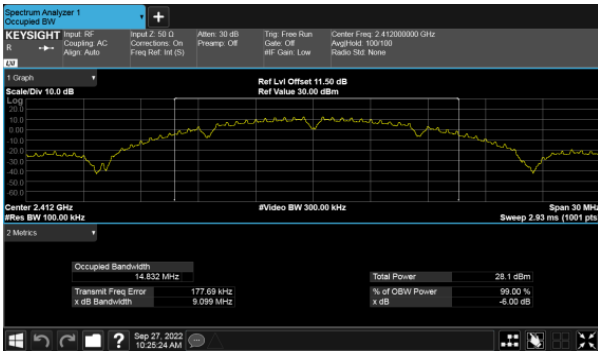 Spectrum Analyzer 1
Occupied BW
+
KEYSIGHT Input: RF Input Z: 50 Ω Atten: 30 dB Trig: Free Run Center Freq: 2.412000000 GHz
R Coupling: AC Corrections: On Preamp: Off Gate: Off Avg|Hold: 100/100
Align: Auto Freq Ref: Int (S) #IF Gain: Low Radio Std: None
LXI
1 Graph
Ref Lvl Offset 11.50 dB
Scale/Div 10.0 dB Ref Value 30.00 dBm
Log
20.0
10.0
0.00
-10.0
-20.0
-30.0
-40.0
-50.0
-60.0
Center 2.412 GHz #Video BW 300.00 kHz Span 30 MHz
#Res BW 100.00 kHz Sweep 2.93 ms (1001 pts)
2 Metrics
Occupied Bandwidth
14.832 MHz Total Power 28.1 dBm
Transmit Freq Error 177.69 kHz % of OBW Power 99.00 %
x dB Bandwidth 9.099 MHz x dB -6.00 dB
? Sep 27, 2022
10:25:24 AM